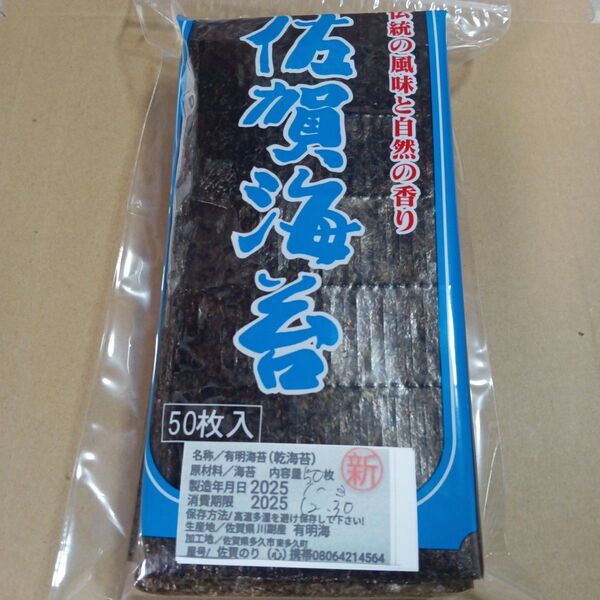 佐賀海苔
伝統の風味と自然の香り
50枚入
名称／有明海苔(乾海苔)
原材料／海苔 内容量50枚
新
製造年月日 2025
消費期限 2025 12.30
保存方法/高温多湿を避け保存して下さい!
生産地／佐賀県川副産 有明海
加工地／佐賀県多久市東多久町
屋号／ 佐賀のり (心) 携帯08064214564